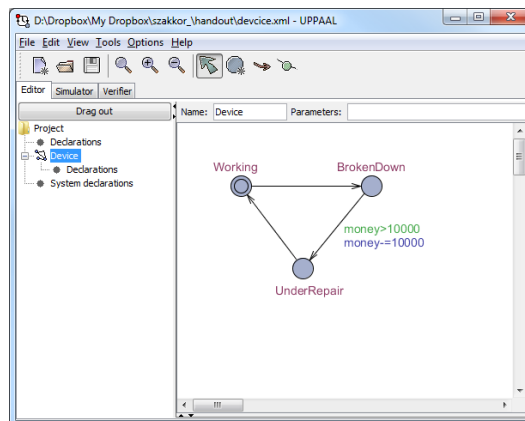 D:\Dropbox\My Dropbox\szakkor_\handout\devcice.xml - UPPAAL
File Edit View Tools Options Help
Editor Simulator Verifier
Drag out
Name: Device Parameters:
Project
Declarations
Device
Declarations
System declarations
Working
BrokenDown
money>10000
money-=10000
UnderRepair